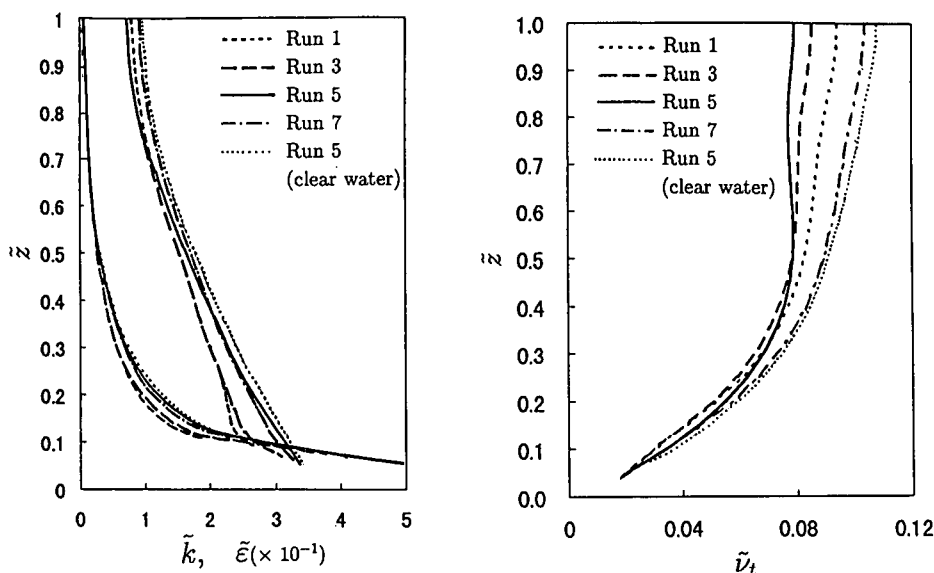 1
0.9
0.8
0.7
0.6
0.5
0.4
0.3
0.2
0.1
0
z̃
0 1 2 3 4 5
k̃, ε̃(× 10⁻¹)
Run 1
Run 3
Run 5
Run 7
Run 5
(clear water)
1.0
0.9
0.8
0.7
0.6
0.5
0.4
0.3
0.2
0.1
0.0
z̃
0 0.04 0.08 0.12
ν̃ₜ
Run 1
Run 3
Run 5
Run 7
Run 5
(clear water)